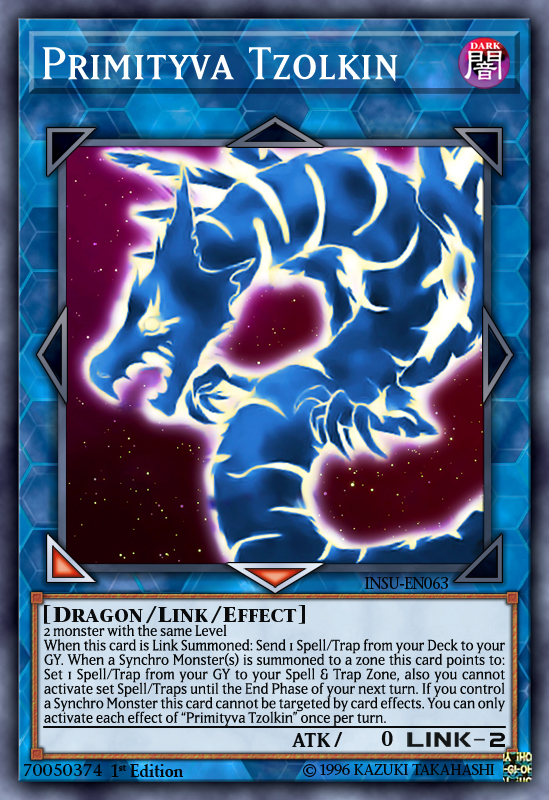 Primityva Tzolkin
DARK
闇
INSU-EN063
[Dragon/Link/Effect]
2 monster with the same Level
When this card is Link Summoned: Send 1 Spell/Trap from your Deck to your
GY. When a Synchro Monster(s) is summoned to a zone this card points to:
Set 1 Spell/Trap from your GY to your Spell & Trap Zone, also you cannot
activate set Spell/Traps until the End Phase of your next turn. If you control
a Synchro Monster this card cannot be targeted by card effects. You can only
activate each effect of “Primityva Tzolkin” once per turn.
ATK/ 0 LINK-2
70050374 1st Edition ©1996 KAZUKI TAKAHASHI